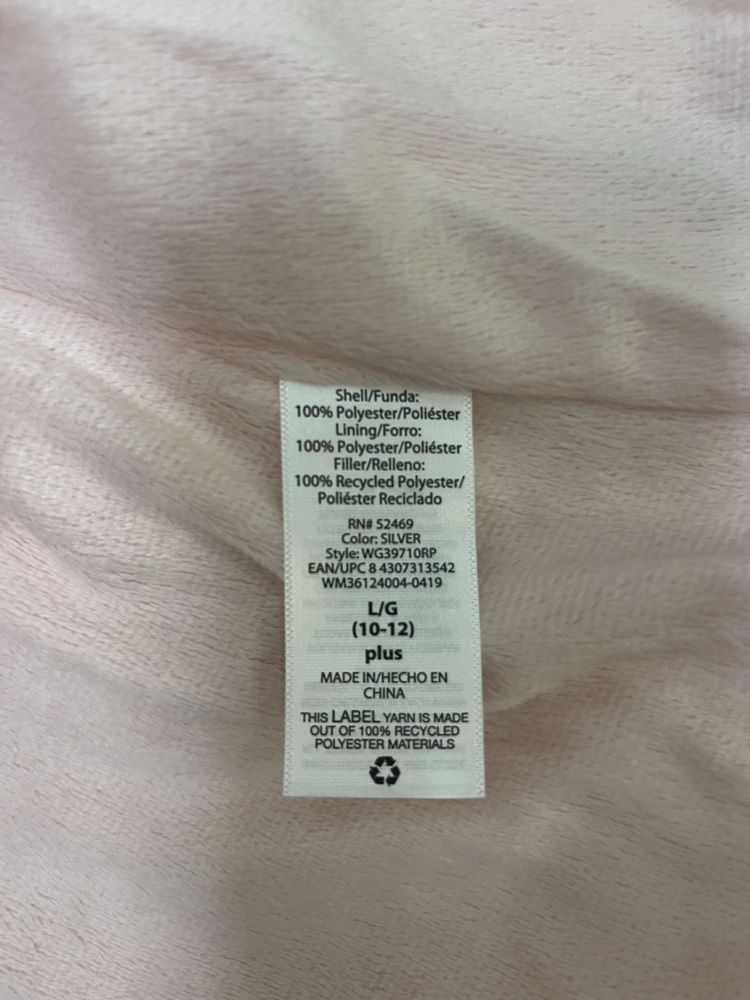 Shell/Funda:
100% Polyester/Poliéster
Lining/Forro:
100% Polyester/Poliéster
Filler/Relleno:
100% Recycled Polyester/
Poliéster Reciclado
RN# 52469
Color: SILVER
Style: WG39710RP
EAN/UPC 8 4307313542
WM36124004-0419
L/G
(10-12)
plus
MADE IN/HECHO EN
CHINA
THIS LABEL YARN IS MADE
OUT OF 100% RECYCLED
POLYESTER MATERIALS